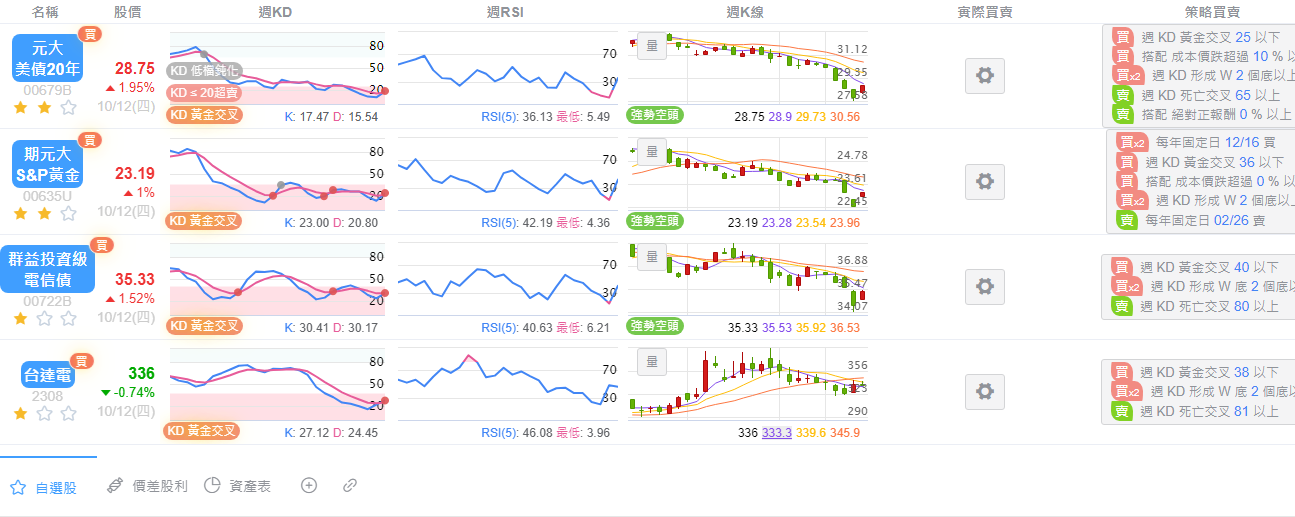 名稱 股價 週KD 週RSI 週K線 實際買賣 策略買賣
買
元大
美債20年
00679B
28.75
1.95%
10/12(四)
KD 低檔鈍化
KD ≤ 20超賣
KD 黃金交叉
80
50
20
K: 17.47 D: 15.54
70
30
RSI(5): 36.13 最低: 5.49
量
31.12
29.35
27.58
強勢空頭
28.75 28.9 29.73 30.56
買 週 KD 黃金交叉 25 以下
買 搭配 成本價跌超過 10 % 以
買x2 週 KD 形成 W 2 個底以上
賣 週 KD 死亡交叉 65 以上
賣 搭配 絕對正報酬 0 % 以上
買
期元大
S&P黃金
00635U
23.19
1%
10/12(四)
KD 黃金交叉
80
50
20
K: 23.00 D: 20.80
70
30
RSI(5): 42.19 最低: 4.36
量
24.78
23.61
22.45
強勢空頭
23.19 23.28 23.54 23.96
買x2 每年固定日 12/16 買
買 週 KD 黃金交叉 36 以下
買 搭配 成本價跌超過 0 % 以
買x2 週 KD 形成 W 2 個底以
賣 每年固定日 02/26 賣
買
群益投資級
電信債
00722B
35.33
1.52%
10/12(四)
KD 黃金交叉
80
50
20
K: 30.41 D: 30.17
70
30
RSI(5): 40.63 最低: 6.21
量
36.88
35.47
34.07
強勢空頭
35.33 35.53 35.92 36.53
買 週 KD 黃金交叉 40 以下
買x2 週 KD 形成 W 底 2 個底以
賣 週 KD 死亡交叉 80 以上
買
台達電
2308
336
-0.74%
10/12(四)
KD 黃金交叉
80
50
20
K: 27.12 D: 24.45
70
30
RSI(5): 46.08 最低: 3.96
量
356
323
290
336 333.3 339.6 345.9
買 週 KD 黃金交叉 38 以下
買x2 週 KD 形成 W 底 2 個底以
賣 週 KD 死亡交叉 81 以上
自選股 價差股利 資產表